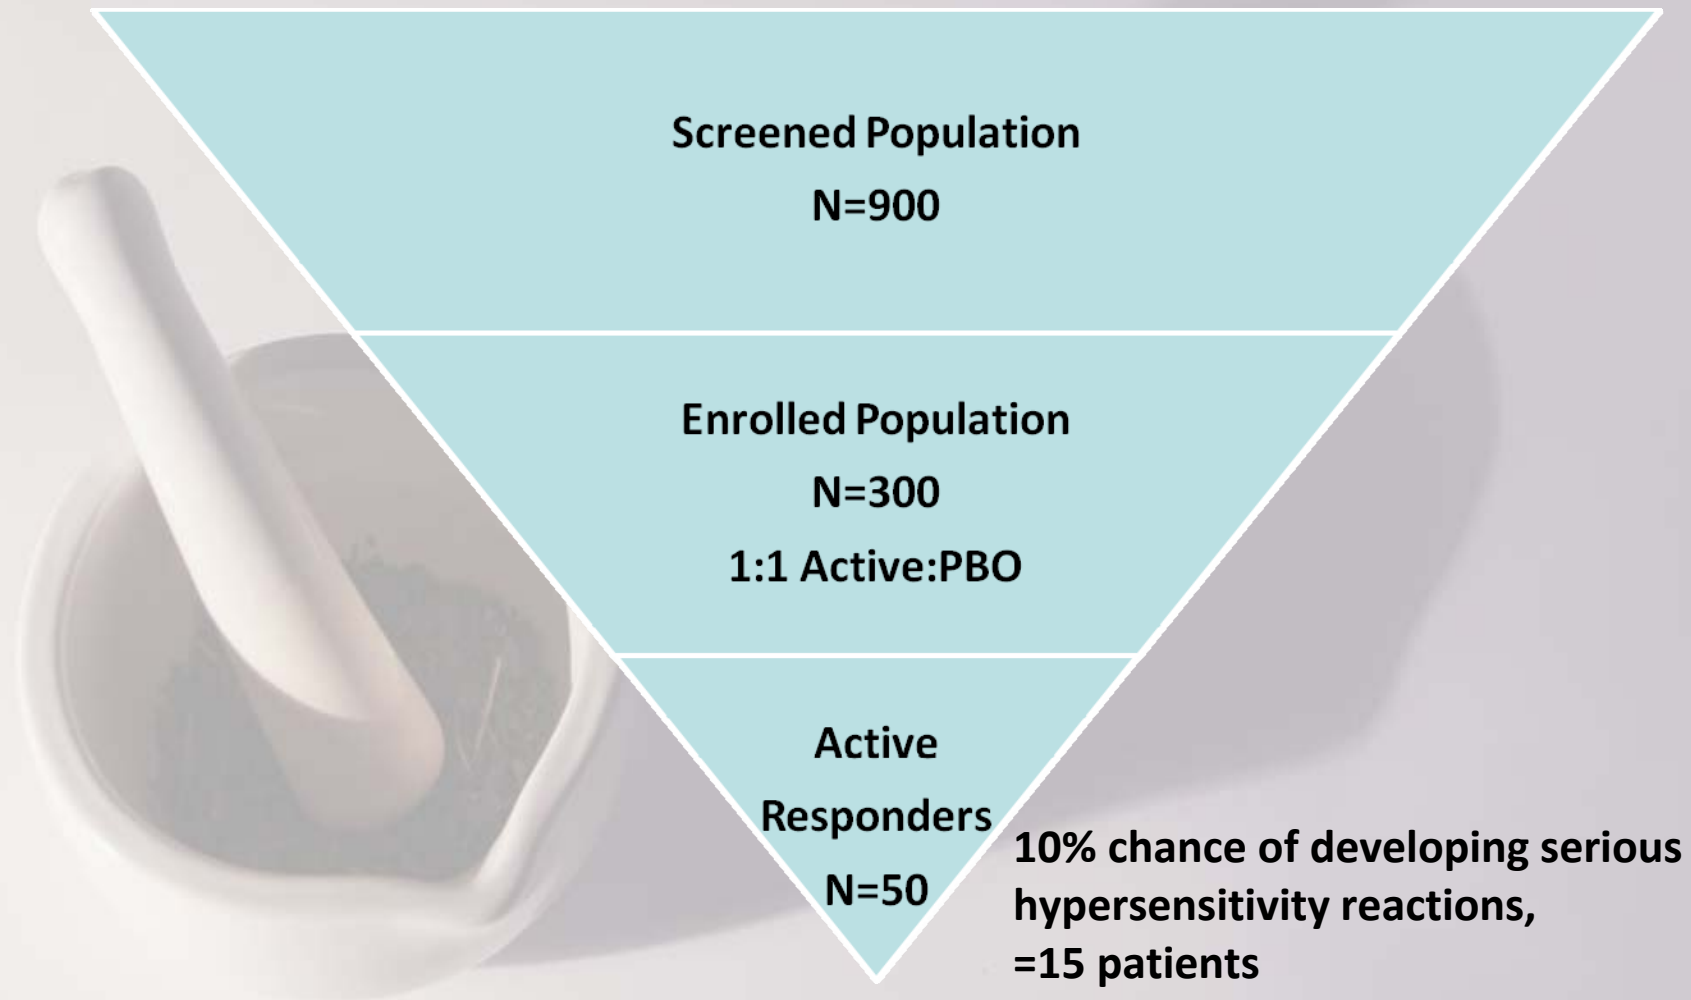 Screened Population
N=900
Enrolled Population
N=300
1:1 Active:PBO
Active
Responders
N=50
10% chance of developing serious
hypersensitivity reactions,
=15 patients